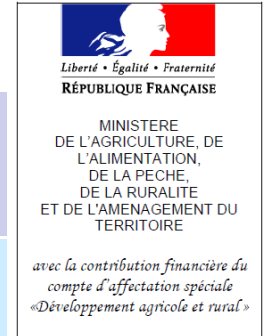 Liberté • Égalité • Fraternité
RÉPUBLIQUE FRANÇAISE
MINISTERE
DE L'AGRICULTURE, DE
L'ALIMENTATION,
DE LA PECHE,
DE LA RURALITE
ET DE L'AMENAGEMENT DU
TERRITOIRE
avec la contribution financière du
compte d'affectation spéciale
«Développement agricole et rural»